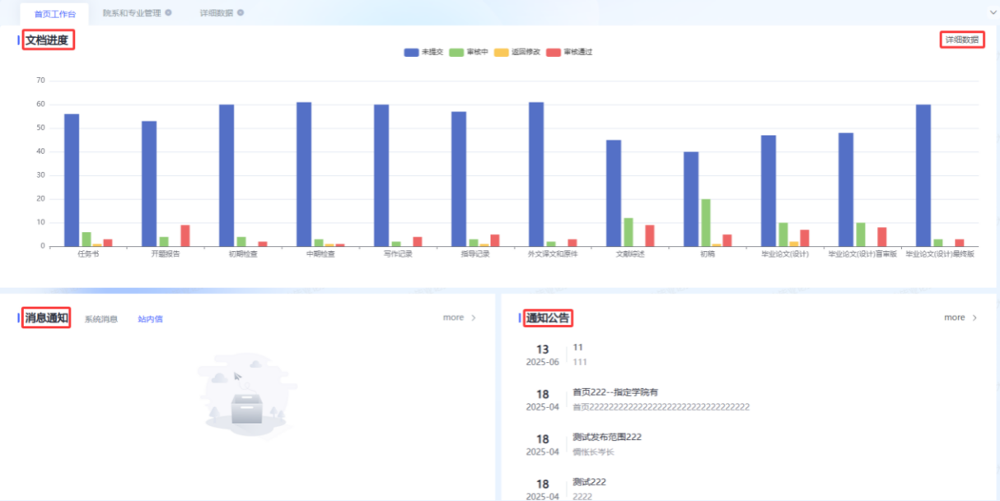 首页工作台 院系和专业管理 详细数据
文档进度 详细数据
未提交 审核中 返回修改 审核通过
70
60
50
40
30
20
10
0
任务书 开题报告 初期检查 中期检查 写作记录 指导记录 外文译文和原件 文献综述 初稿 毕业论文(设计) 毕业论文(设计)盲审版 毕业论文(设计)最终版
消息通知 系统消息 站内信 more
通知公告 more
13 11
2025-06 111
18 首页222--指定学院有
2025-04 首页22222222222222222222222222222222
18 测试发布范围222
2025-04 惆怅长岑长
18 测试222
2025-04 2222